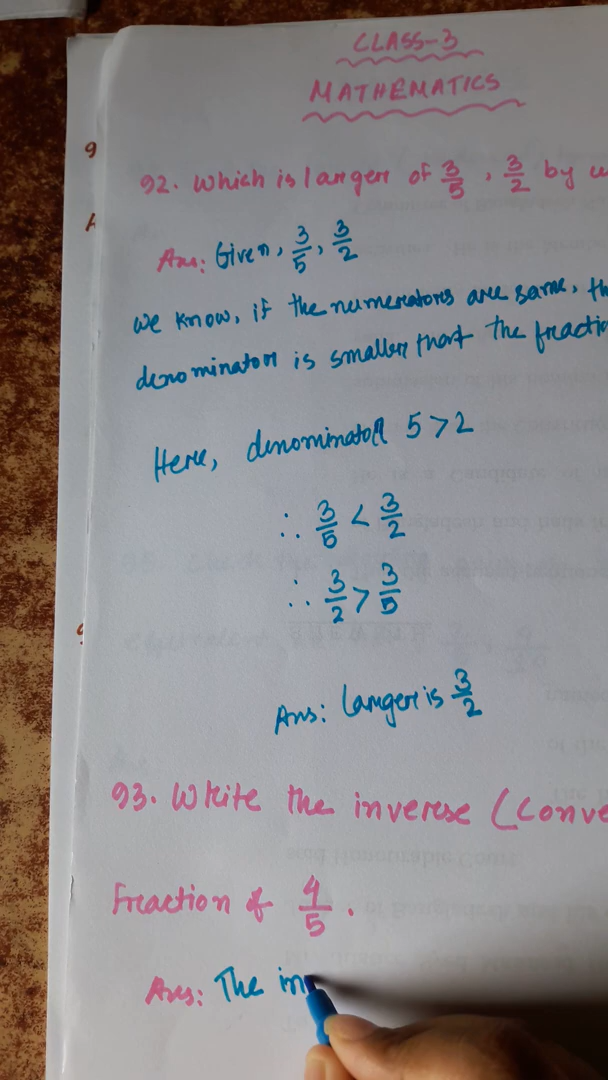 CLASS-3
MATHEMATICS
92. Which is larger of 3/5, 3/2 by
Ans: Given, 3/5, 3/2
we know, if the numerators are same,
denominator is smaller that the
Here, denominator 5 > 2
∴ 3/5 < 3/2
∴ 3/2 > 3/5
Ans: Larger is 3/2
93. Write the inverse (Conve
Fraction of 4/5.
Ans: The in